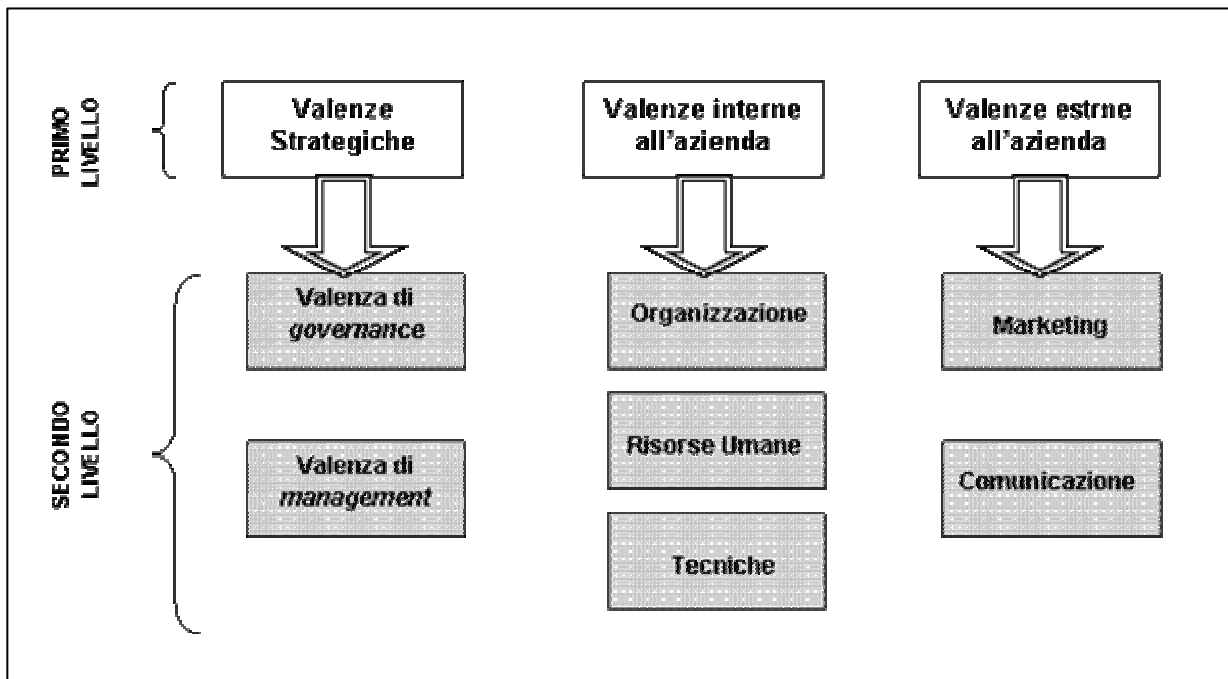 PRIMO
LIVELLO
Valenze
Strategiche
Valenze interne
all'azienda
Valenze estrne
all'azienda
SECONDO
LIVELLO
Valenza di
governance
Organizzazione
Marketing
Risorse Umane
Valenza di
management
Comunicazione
Tecniche